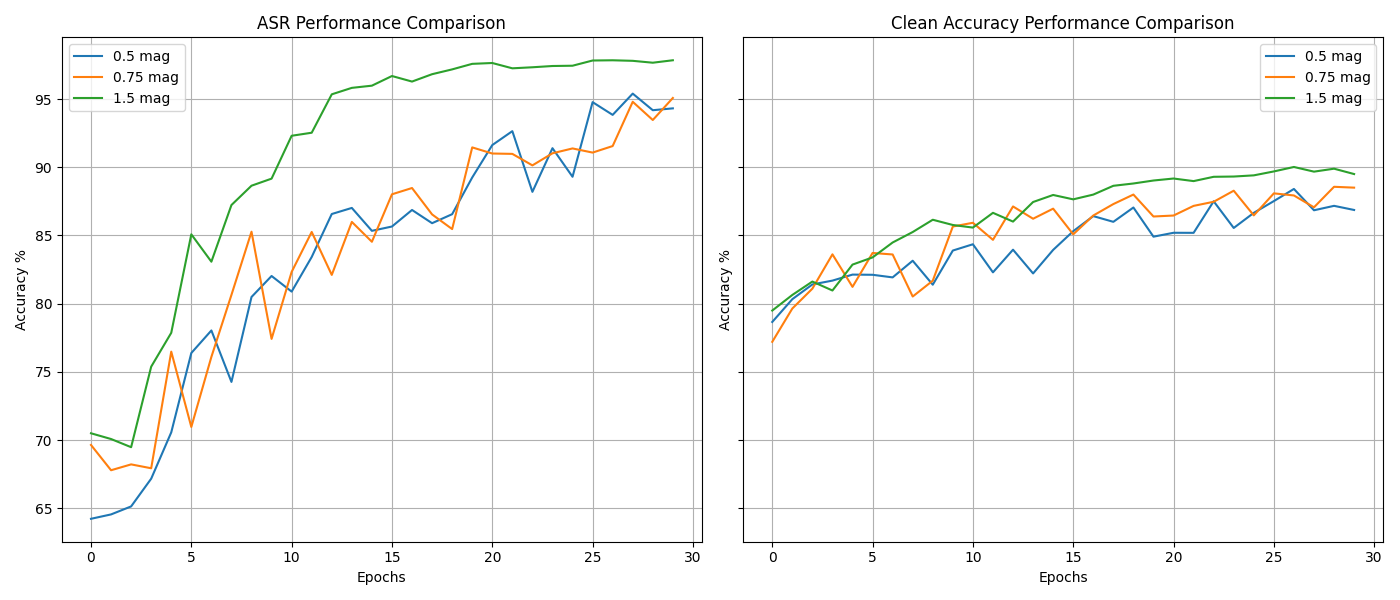 ASR Performance Comparison
0.5 mag
0.75 mag
1.5 mag
Accuracy %
95
90
85
80
75
70
65
0 5 10 15 20 25 30
Epochs
Clean Accuracy Performance Comparison
0.5 mag
0.75 mag
1.5 mag
Accuracy %
0 5 10 15 20 25 30
Epochs